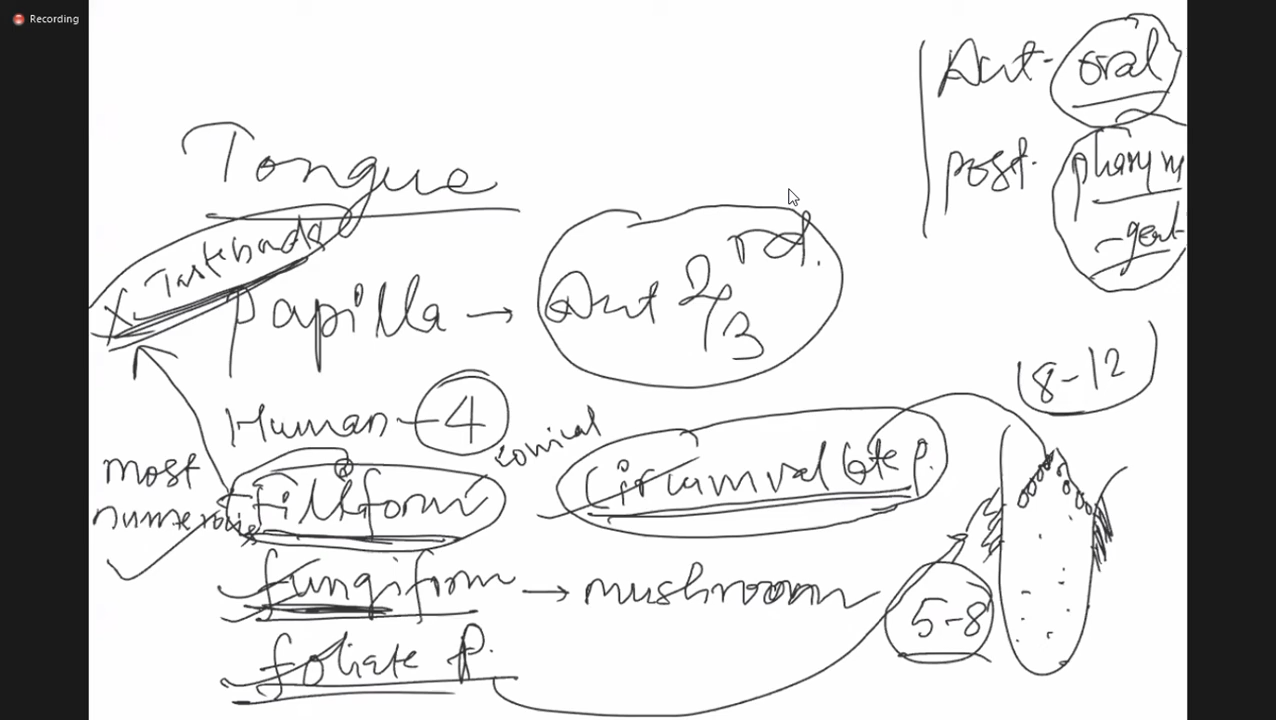 Recording
Ant- oral
post. pharyn
-geal
Tongue
X Tastebuds
Papilla → Ant 2/3 rd.
8-12
Human - 4
conical
most
numerous
Filliform
Circumvallate p.
fungiform → mushroom
5-8
foliate p.